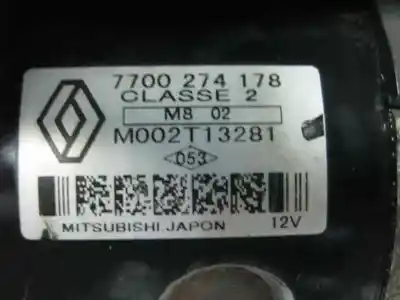 7700 274 178
CLASSE 2
M8 02
M002T13281
053
MITSUBISHI JAPON 12V